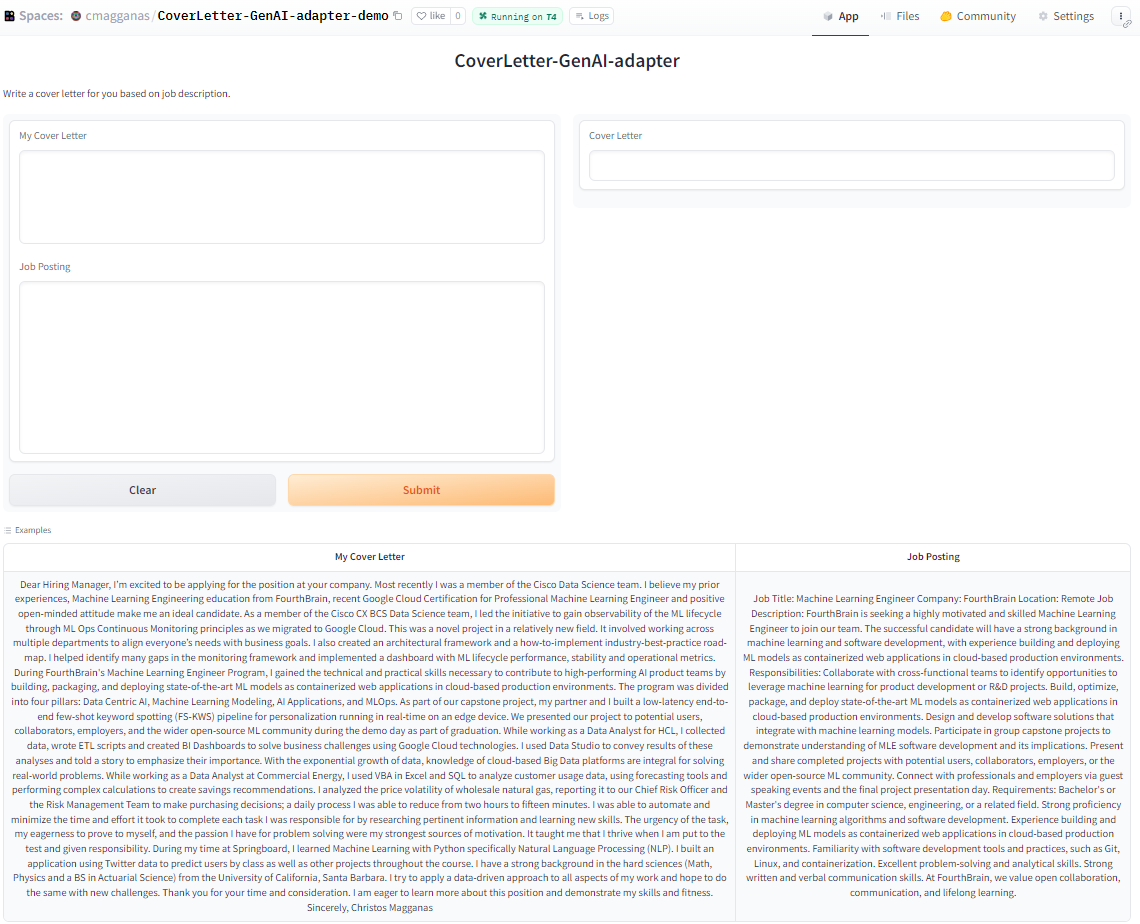 Spaces: cmagganas/CoverLetter-GenAI-adapter-demo like 0 Running on T4 Logs App Files Community Settings
CoverLetter-GenAI-adapter
Write a cover letter for you based on job description.
My Cover Letter
Job Posting
Clear Submit
Cover Letter
Examples
My Cover Letter
Dear Hiring Manager, I'm excited to be applying for the position at your company. Most recently I was a member of the Cisco Data Science team. I believe my prior
experiences, Machine Learning Engineering education from FourthBrain, recent Google Cloud Certification for Professional Machine Learning Engineer and positive
open-minded attitude make me an ideal candidate. As a member of the Cisco CX BCS Data Science team, I led the initiative to gain observability of the ML lifecycle
through ML Ops Continuous Monitoring principles as we migrated to Google Cloud. This was a novel project in a relatively new field. It involved working across
multiple departments to align everyone's needs with business goals. I also created an architectural framework and a how-to-implement industry-best-practice road-
map. I helped identify many gaps in the monitoring framework and implemented a dashboard with ML lifecycle performance, stability and operational metrics.
During FourthBrain's Machine Learning Engineer Program, I gained the technical and practical skills necessary to contribute to high-performing AI product teams by
building, packaging, and deploying state-of-the-art ML models as containerized web applications in cloud-based production environments. The program was divided
into four pillars: Data Centric AI, Machine Learning Modeling, AI Applications, and MLOps. As part of our capstone project, my partner and I built a low-latency end-to-
end few-shot keyword spotting (FS-KWS) pipeline for personalization running in real-time on an edge device. We presented our project to potential users,
collaborators, employers, and the wider open-source ML community during the demo day as part of graduation. While working as a Data Analyst for HCL, I collected
data, wrote ETL scripts and created BI Dashboards to solve business challenges using Google Cloud technologies. I used Data Studio to convey results of these
analyses and told a story to emphasize their importance. With the exponential growth of data, knowledge of cloud-based Big Data platforms are integral for solving
real-world problems. While working as a Data Analyst at Commercial Energy, I used VBA in Excel and SQL to analyze customer usage data, using forecasting tools and
performing complex calculations to create savings recommendations. I analyzed the price volatility of wholesale natural gas, reporting it to our Chief Risk Officer and
the Risk Management Team to make purchasing decisions; a daily process I was able to reduce from two hours to fifteen minutes. I was able to automate and
minimize the time and effort it took to complete each task I was responsible for by researching pertinent information and learning new skills. The urgency of the task,
my eagerness to prove to myself, and the passion I have for problem solving were my strongest sources of motivation. It taught me that I thrive when I am put to the
test and given responsibility. During my time at Springboard, I learned Machine Learning with Python specifically Natural Language Processing (NLP). I built an
application using Twitter data to predict users by class as well as other projects throughout the course. I have a strong background in the hard sciences (Math,
Physics and a BS in Actuarial Science) from the University of California, Santa Barbara. I try to apply a data-driven approach to all aspects of my work and hope to do
the same with new challenges. Thank you for your time and consideration. I am eager to learn more about this position and demonstrate my skills and fitness.
Sincerely, Christos Magganas
Job Posting
Job Title: Machine Learning Engineer Company: FourthBrain Location: Remote Job
Description: FourthBrain is seeking a highly motivated and skilled Machine Learning
Engineer to join our team. The successful candidate will have a strong background in
machine learning and software development, with experience building and deploying
ML models as containerized web applications in cloud-based production environments.
Responsibilities: Collaborate with cross-functional teams to identify opportunities to
leverage machine learning for product development or R&D projects. Build, optimize,
package, and deploy state-of-the-art ML models as containerized web applications in
cloud-based production environments. Design and develop software solutions that
integrate with machine learning models. Participate in group capstone projects to
demonstrate understanding of MLE software development and its implications. Present
and share completed projects with potential users, collaborators, employers, or the
wider open-source ML community. Connect with professionals and employers via guest
speaking events and the final project presentation day. Requirements: Bachelor's or
Master's degree in computer science, engineering, or a related field. Strong proficiency
in machine learning algorithms and software development. Experience building and
deploying ML models as containerized web applications in cloud-based production
environments. Familiarity with software development tools and practices, such as Git,
Linux, and containerization. Excellent problem-solving and analytical skills. Strong
written and verbal communication skills. At FourthBrain, we value open collaboration,
communication, and lifelong learning.